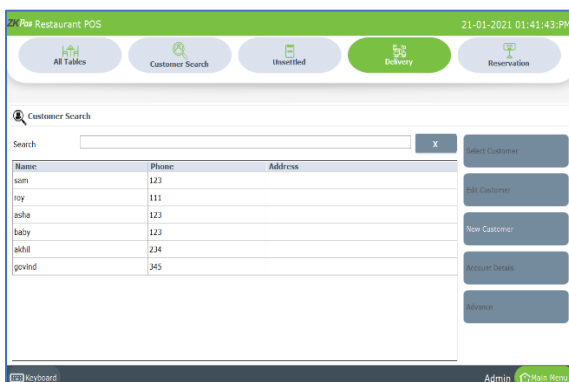 ZKPos Restaurant POS 21-01-2021 01:41:43:PM
All Tables Customer Search Unsettled Delivery Reservation
Customer Search
Search X
Select Customer
Name Phone Address
sam 123
Edit Customer
roy 111
asha 123
New Customer
baby 123
akhil 234
Account Details
govind 345
Advance
Keyboard Admin Main Menu